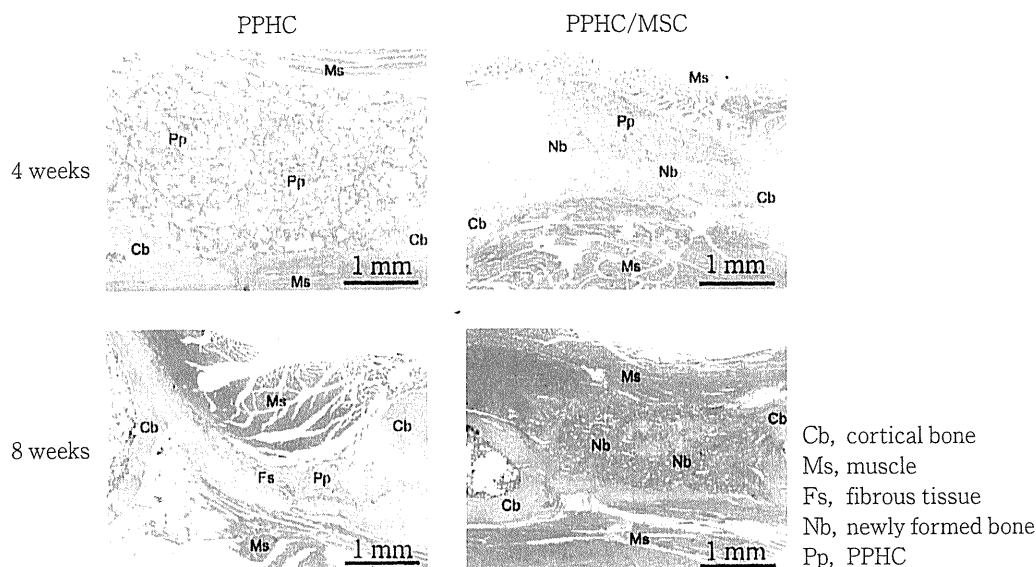 PPHC
PPHC/MSC
4 weeks
Ms
Pp
Pp
Cb
Cb
Ms
1 mm
Ms
Pp
Nb
Nb
Cb
Cb
Ms
1 mm
8 weeks
Ms
Cb
Cb
Fs
Pp
Ms
1 mm
Ms
Cb
Nb
Nb
Cb
Ms
1 mm
Cb, cortical bone
Ms, muscle
Fs, fibrous tissue
Nb, newly formed bone
Pp, PPHC